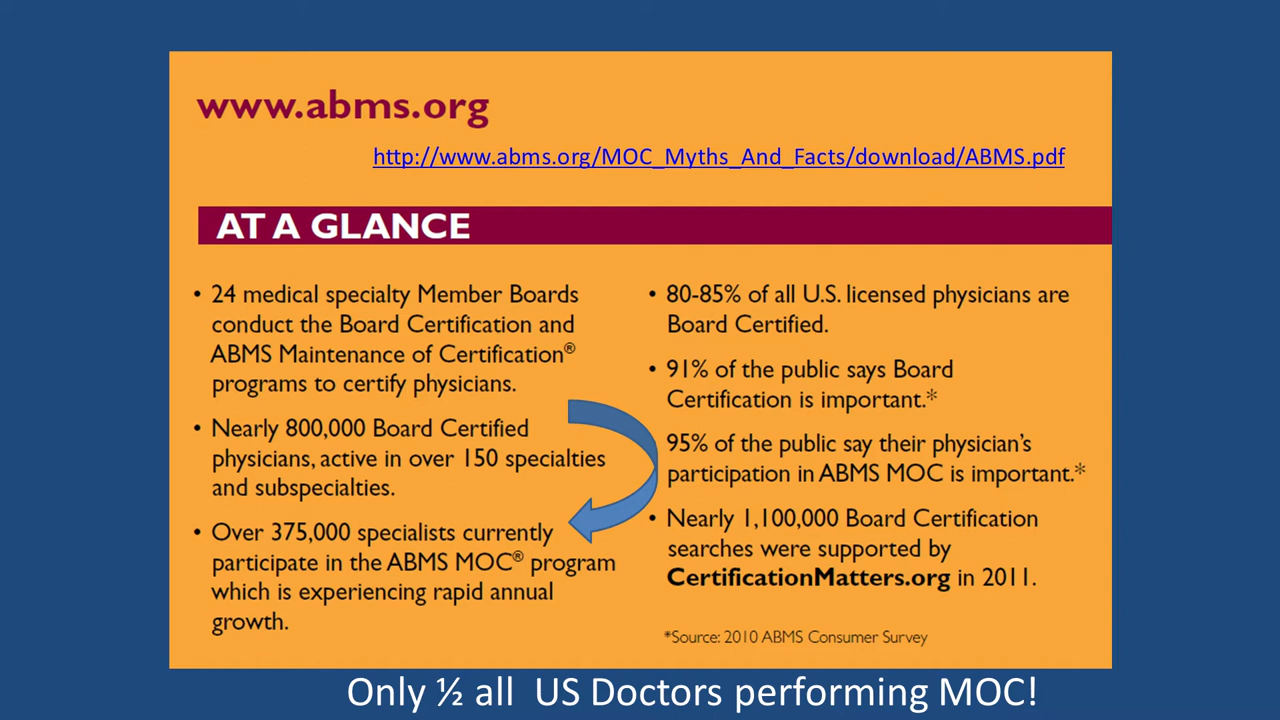 www.abms.org
http://www.abms.org/MOC_Myths_And_Facts/download/ABMS.pdf
AT A GLANCE
• 24 medical specialty Member Boards
conduct the Board Certification and
ABMS Maintenance of Certification®
programs to certify physicians.
• Nearly 800,000 Board Certified
physicians, active in over 150 specialties
and subspecialties.
• Over 375,000 specialists currently
participate in the ABMS MOC® program
which is experiencing rapid annual
growth.
• 80-85% of all U.S. licensed physicians are
Board Certified.
• 91% of the public says Board
Certification is important.*
95% of the public say their physician's
participation in ABMS MOC is important.*
• Nearly 1,100,000 Board Certification
searches were supported by
CertificationMatters.org in 2011.
*Source: 2010 ABMS Consumer Survey
Only ½ all  US Doctors performing MOC!